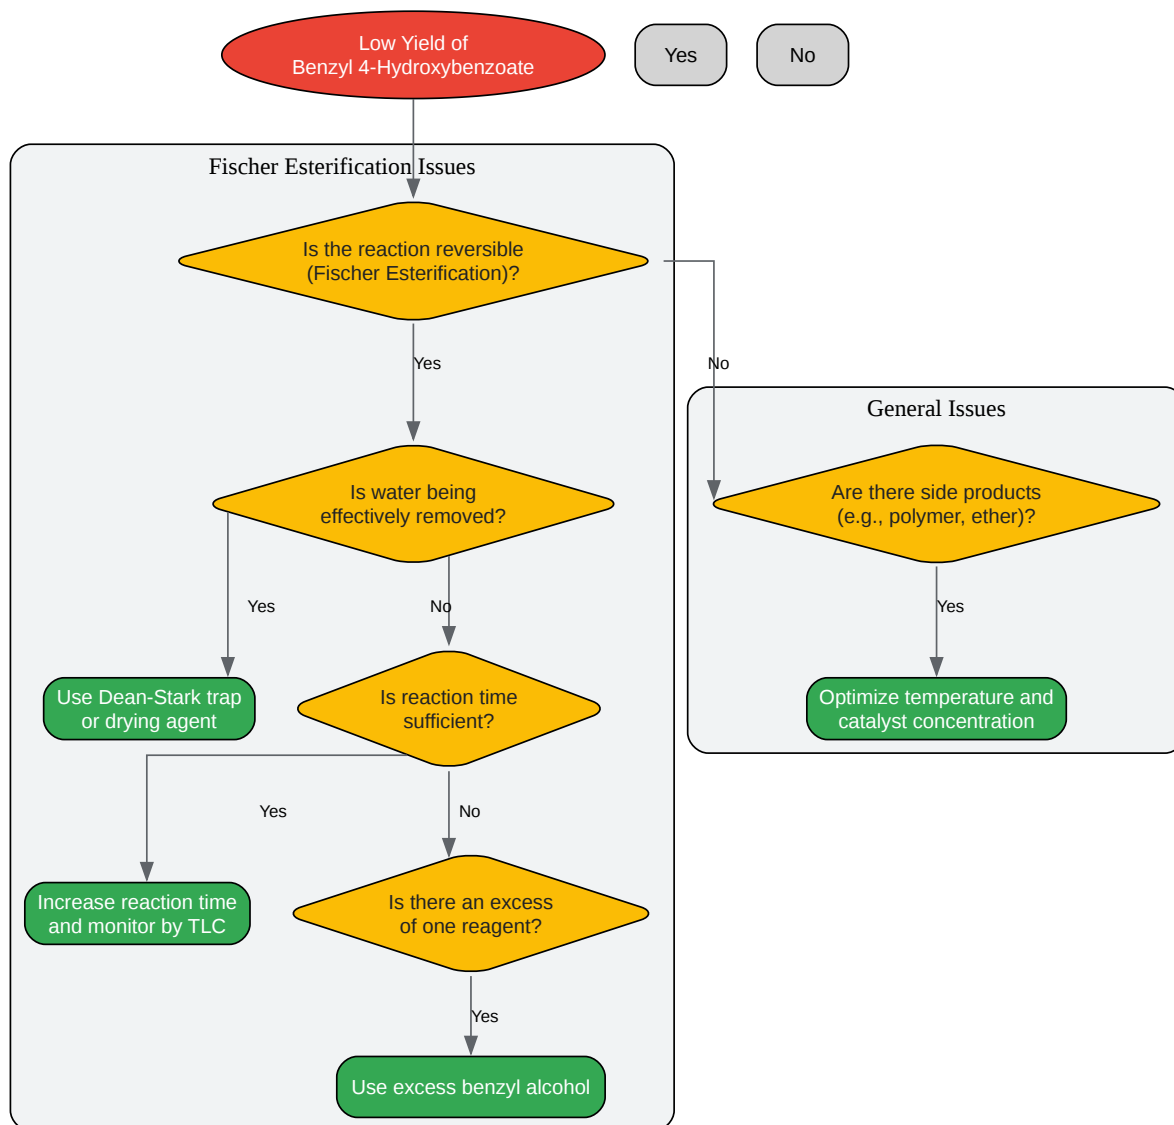 Low Yield of
Benzyl 4-Hydroxybenzoate
Yes
No
Fischer Esterification Issues
Is the reaction reversible
(Fischer Esterification)?
Yes
No
General Issues
Is water being
effectively removed?
Are there side products
(e.g., polymer, ether)?
Yes
No
Yes
Use Dean-Stark trap
or drying agent
Is reaction time
sufficient?
Optimize temperature and
catalyst concentration
Yes
No
Increase reaction time
and monitor by TLC
Is there an excess
of one reagent?
Yes
Use excess benzyl alcohol